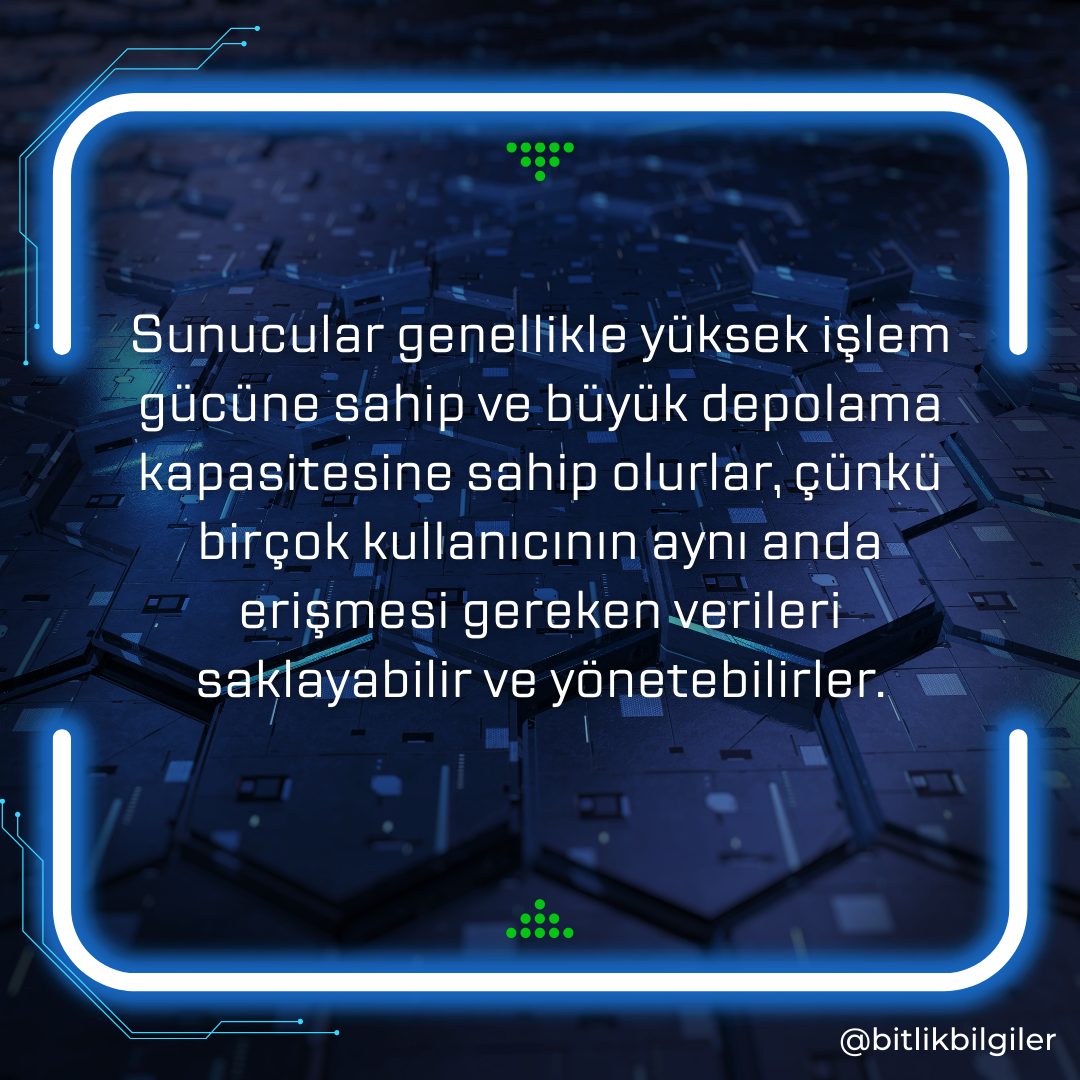 Sunucular genellikle yüksek işlem
gücüne sahip ve büyük depolama
kapasitesine sahip olurlar, çünkü
birçok kullanıcının aynı anda
erişmesi gereken verileri
saklayabilir ve yönetebilirler.
@bitlikbilgiler